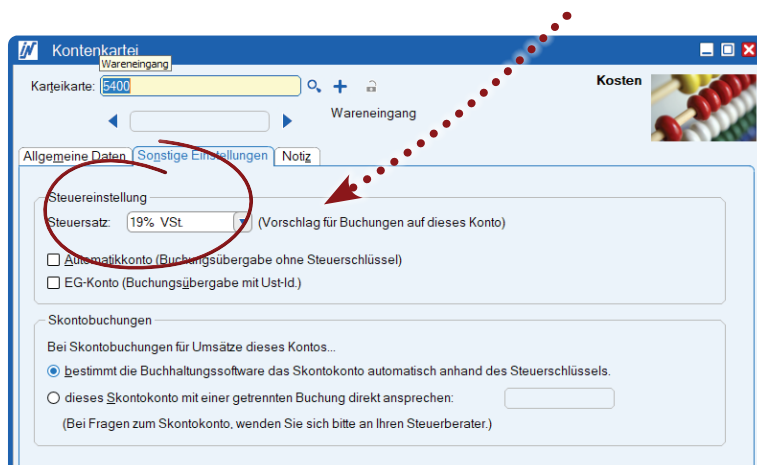 Kontenkartei
Wareneingang
Karteikarte: 5400
Kosten
Wareneingang
Allgemeine Daten Sonstige Einstellungen Notiz
Steuereinstellung
Steuersatz: 19% VSt. (Vorschlag für Buchungen auf dieses Konto)
Automatikkonto (Buchungsübergabe ohne Steuerschlüssel)
EG-Konto (Buchungsübergabe mit Ust-Id.)
Skontobuchungen
Bei Skontobuchungen für Umsätze dieses Kontos...
bestimmt die Buchhaltungssoftware das Skontokonto automatisch anhand des Steuerschlüssels.
dieses Skontokonto mit einer getrennten Buchung direkt ansprechen:
(Bei Fragen zum Skontokonto, wenden Sie sich bitte an Ihren Steuerberater.)